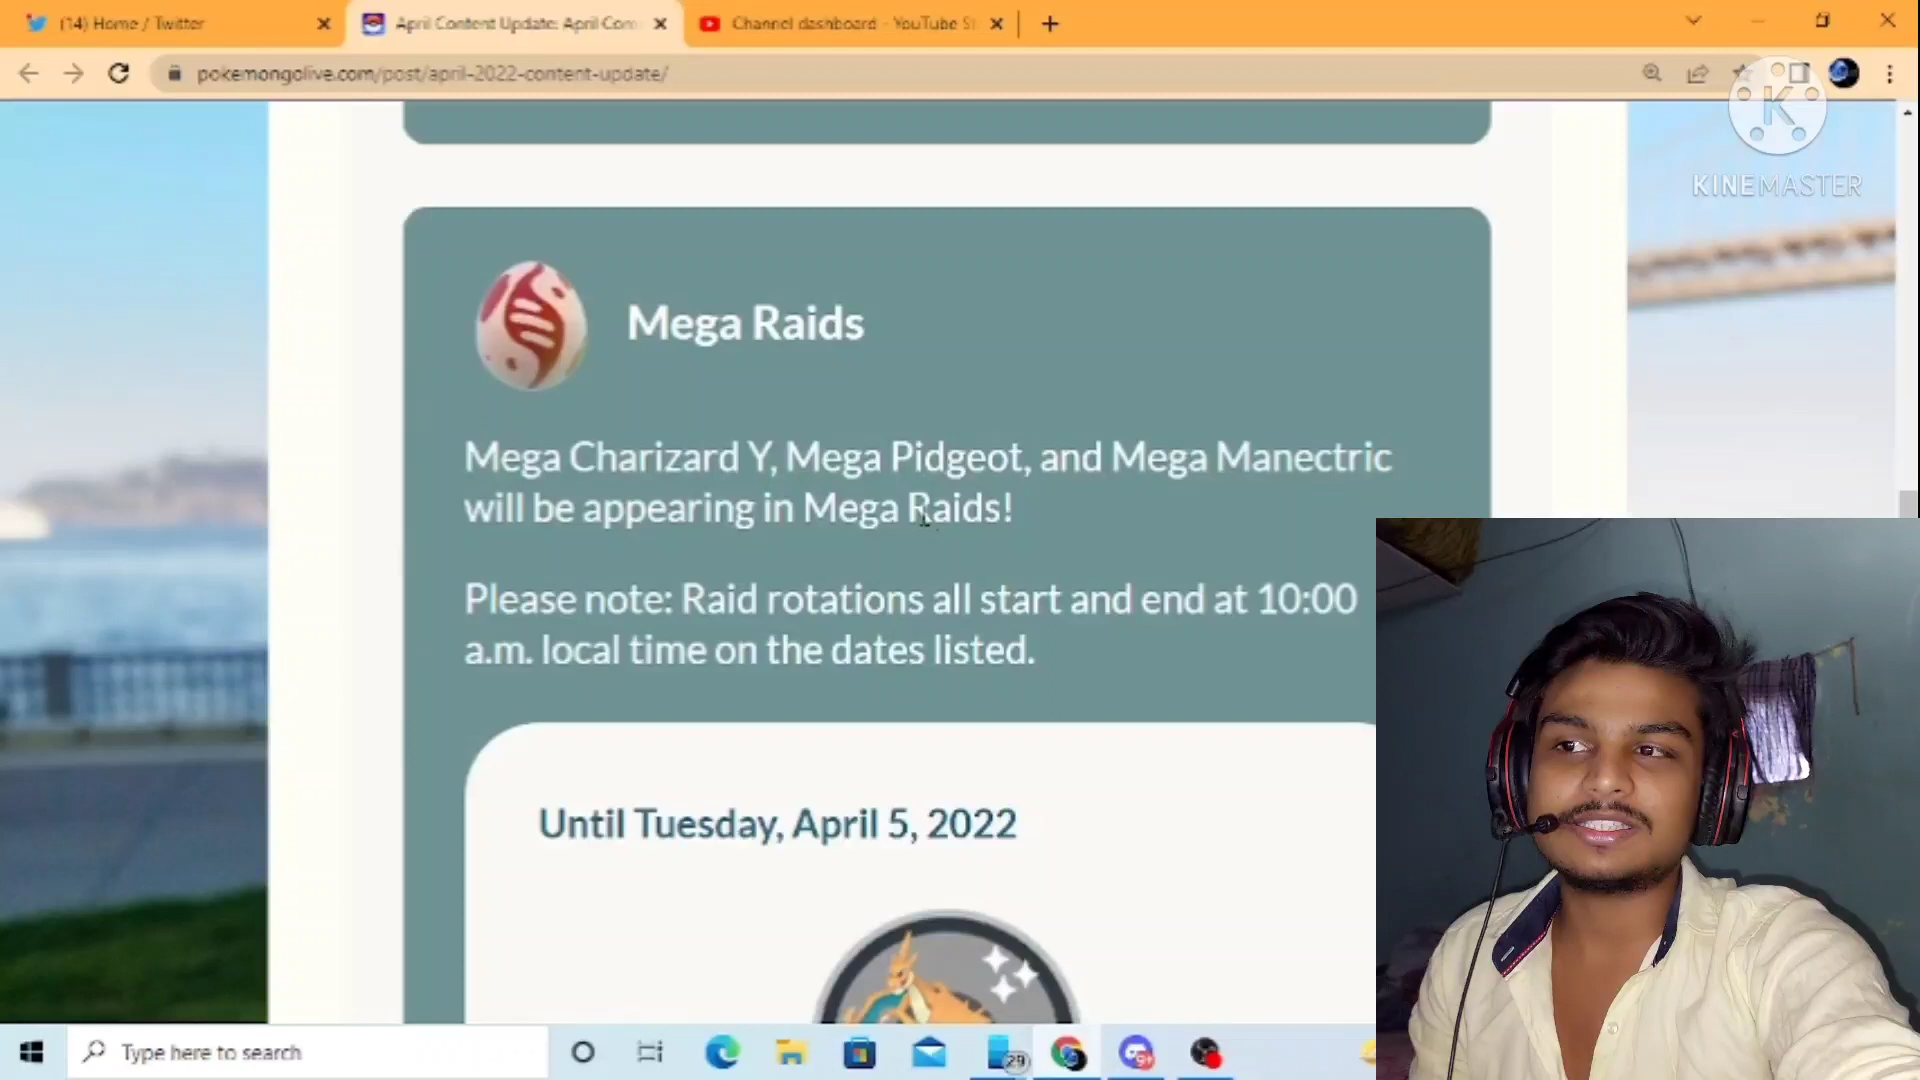 (14) Home / Twitter
April Content Update: April Com
Channel dashboard - YouTube St
pokemongolive.com/post/april-2022-content-update/
K
KINEMASTER
Mega Raids
Mega Charizard Y, Mega Pidgeot, and Mega Manectric
will be appearing in Mega Raids!
Please note: Raid rotations all start and end at 10:00
a.m. local time on the dates listed.
Until Tuesday, April 5, 2022
Type here to search
29
9+